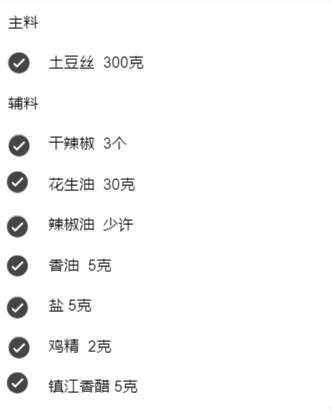 主料
土豆丝 300克
辅料
干辣椒 3个
花生油 30克
辣椒油 少许
香油 5克
盐 5克
鸡精 2克
镇江香醋 5克